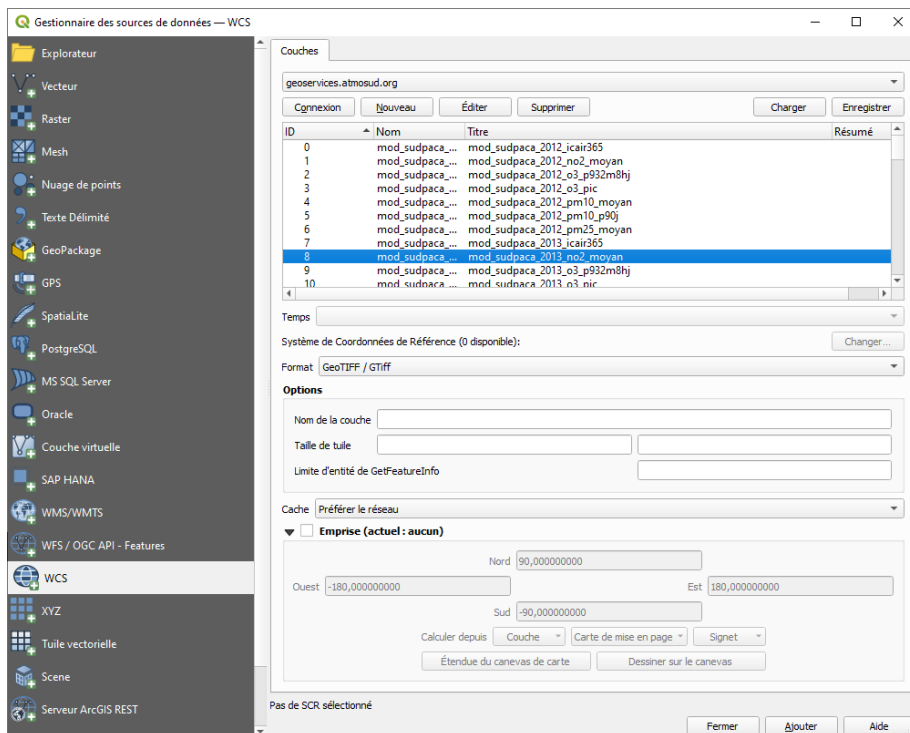 Gestionnaire des sources de données — WCS
Explorateur
Vecteur
Raster
Mesh
Nuage de points
Texte Délimité
GeoPackage
GPS
SpatiaLite
PostgreSQL
MS SQL Server
Oracle
Couche virtuelle
SAP HANA
WMS/WMTS
WFS / OGC API - Features
WCS
XYZ
Tuile vectorielle
Scene
Serveur ArcGIS REST
Couches
geoservices.atmosud.org
Connexion Nouveau Éditer Supprimer Charger Enregistrer
ID Nom Titre Résumé
0 mod_sudpaca_... mod_sudpaca_2012_icair365
1 mod_sudpaca_... mod_sudpaca_2012_no2_moyan
2 mod_sudpaca_... mod_sudpaca_2012_o3_p932m8hj
3 mod_sudpaca_... mod_sudpaca_2012_o3_pic
4 mod_sudpaca_... mod_sudpaca_2012_pm10_moyan
5 mod_sudpaca_... mod_sudpaca_2012_pm10_p90j
6 mod_sudpaca_... mod_sudpaca_2012_pm25_moyan
7 mod_sudpaca_... mod_sudpaca_2013_icair365
8 mod_sudpaca_... mod_sudpaca_2013_no2_moyan
9 mod_sudpaca_... mod_sudpaca_2013_o3_p932m8hj
10 mod_sudpaca_... mod_sudpaca_2013_o3_pic
Temps
Système de Coordonnées de Référence (0 disponible): Changer...
Format GeoTIFF / GTiff
Options
Nom de la couche
Taille de tuile
Limite d'entité de GetFeatureInfo
Cache Préférer le réseau
Emprise (actuel : aucun)
Nord 90,000000000
Ouest -180,000000000 Est 180,000000000
Sud -90,000000000
Calculer depuis Couche Carte de mise en page Signet
Étendue du canevas de carte Dessiner sur le canevas
Pas de SCR sélectionné
Fermer Ajouter Aide